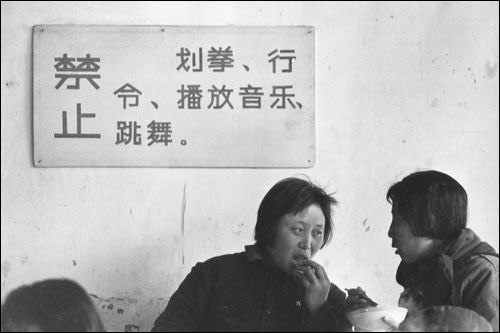 禁止
划拳、行
令、播放音乐、
跳舞。